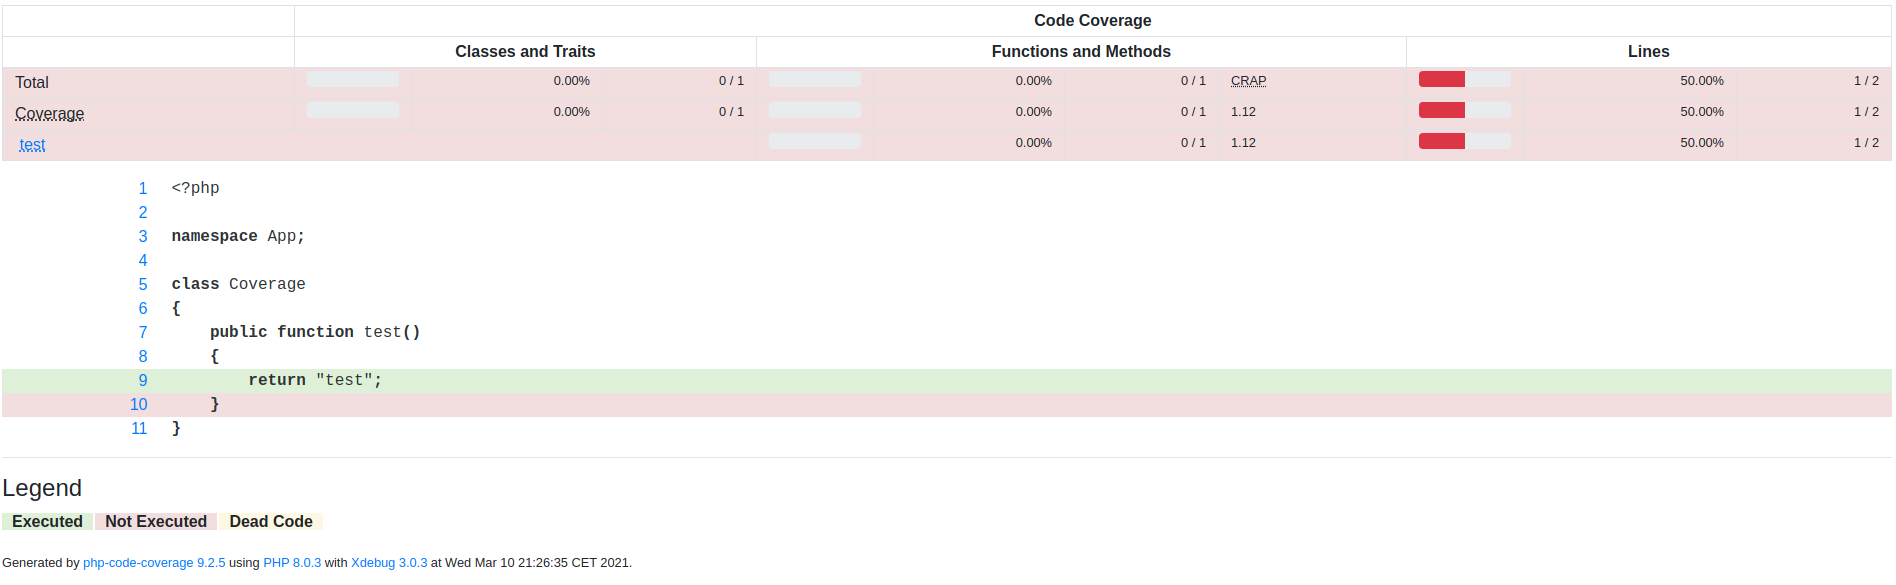 Code Coverage
Classes and Traits Functions and Methods Lines
Total 0.00% 0 / 1 0.00% 0 / 1 CRAP 50.00% 1 / 2
Coverage 0.00% 0 / 1 0.00% 0 / 1 1.12 50.00% 1 / 2
test 0.00% 0 / 1 1.12 50.00% 1 / 2
1 <?php
2
3 namespace App;
4
5 class Coverage
6 {
7     public function test()
8     {
9         return "test";
10     }
11 }
Legend
Executed Not Executed Dead Code
Generated by php-code-coverage 9.2.5 using PHP 8.0.3 with Xdebug 3.0.3 at Wed Mar 10 21:26:35 CET 2021.